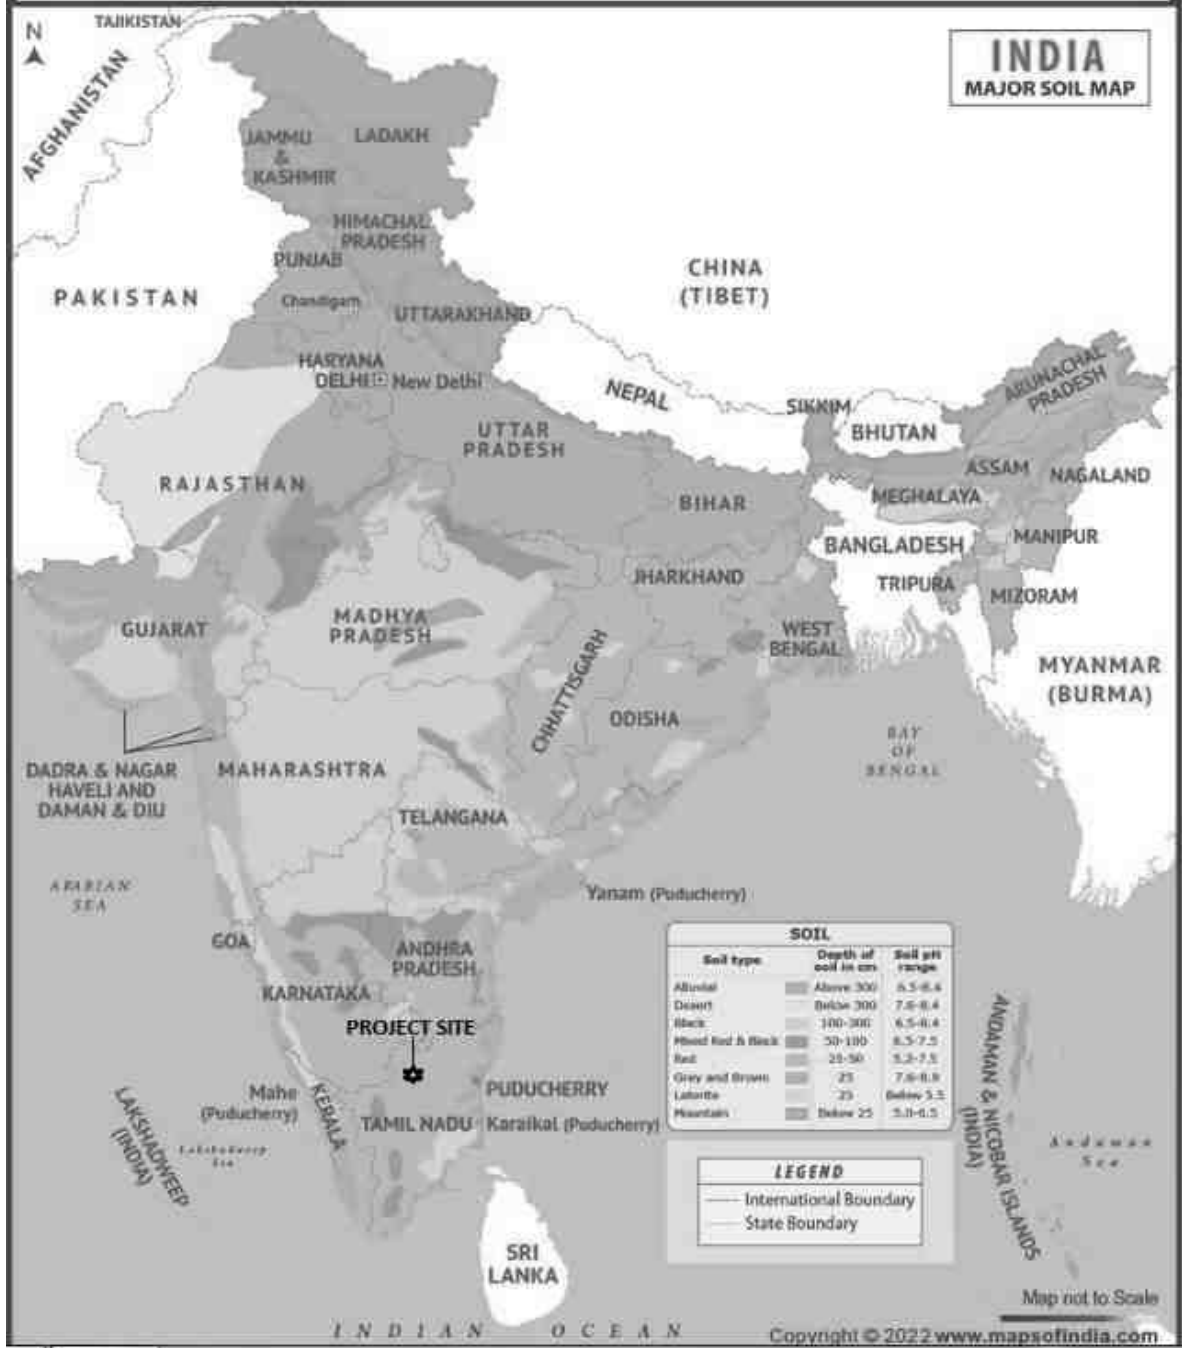 N
TAJIKISTAN
AFGHANISTAN
INDIA
MAJOR SOIL MAP
JAMMU
&
KASHMIR
LADAKH
HIMACHAL
PRADESH
PUNJAB
Chandigarh
PAKISTAN
CHINA
(TIBET)
UTTARAKHAND
HARYANA
DELHI
New Delhi
NEPAL
SIKKIM
BHUTAN
ARUNACHAL
PRADESH
UTTAR
PRADESH
RAJASTHAN
ASSAM
NAGALAND
BIHAR
MEGHALAYA
BANGLADESH
MANIPUR
JHARKHAND
TRIPURA
MIZORAM
GUJARAT
MADHYA
PRADESH
WEST
BENGAL
MYANMAR
(BURMA)
CHHATTISGARH
ODISHA
BAY
OF
BENGAL
DADRA & NAGAR
HAVELI AND
DAMAN & DIU
MAHARASHTRA
TELANGANA
ARABIAN
SEA
Yanam (Puducherry)
GOA
ANDHRA
PRADESH
KARNATAKA
PROJECT SITE
SOIL
Soil type Depth of soil in cm Soil pH range
Alluvial Above 300 6.5-8.4
Desert Below 300 7.6-8.4
Black 100-300 6.5-8.4
Mixed Red & Black 50-100 6.5-7.5
Red 25-50 5.2-7.5
Grey and Brown 25
Laterite 25 Below 5.5
Mountain Below 25 5.0-6.5
PUDUCHERRY
Mahe
(Puducherry)
KERALA
TAMIL NADU
Karaikal (Puducherry)
LAKSHADWEEP
(INDIA)
Lakshadweep
Sea
ANDAMAN & NICOBAR ISLANDS
(INDIA)
Andaman
Sea
LEGEND
International Boundary
State Boundary
SRI
LANKA
Map not to Scale
INDIAN OCEAN
Copyright © 2022 www.mapsofindia.com